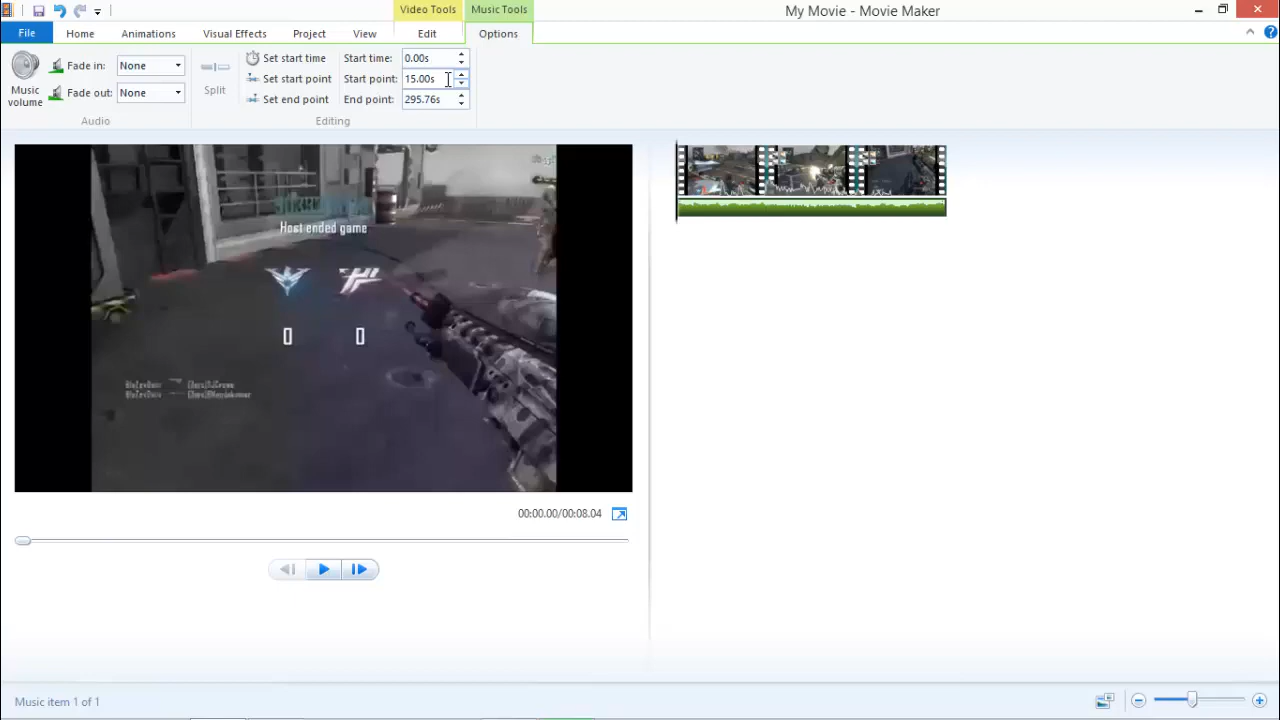 Video Tools
Music Tools
My Movie - Movie Maker
File
Home
Animations
Visual Effects
Project
View
Edit
Options
Music volume
Fade in: None
Fade out: None
Audio
Split
Set start time
Set start point
Set end point
Start time: 0.00s
Start point: 15.00s
End point: 295.76s
Editing
Host ended game
0 0
00:00.00/00:08.04
Music item 1 of 1